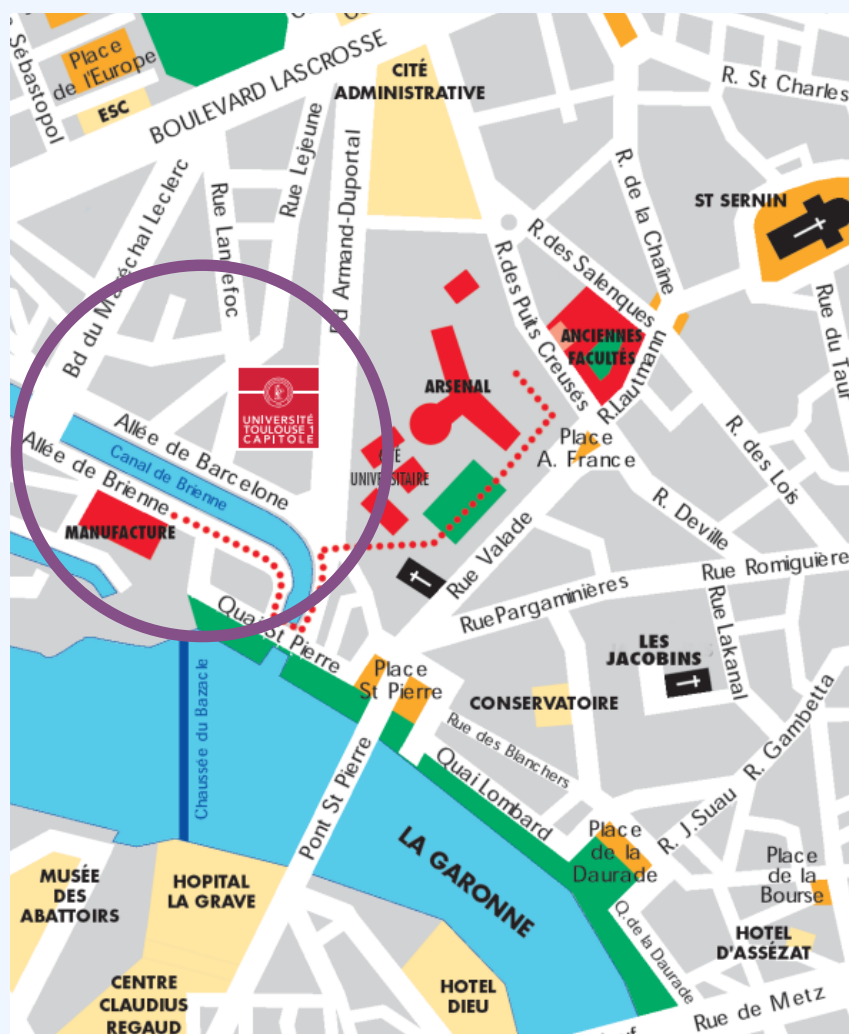 Sébastopol
Place
de l'Europe
ESC
BOULEVARD LASCROSSE
CITÉ
ADMINISTRATIVE
R. St Charles
Rue Lejeune
Bd Armand-Duportal
Bd du Maréchal Leclerc
R. de la Chaîne
ST SERNIN
R. des Salenques
R. des Puits Creusés
Rue du Taur
ANCIENNES
FACULTÉS
ARSENAL
R. Lautmann
UNIVERSITÉ
TOULOUSE 1
CAPITOLE
Allée de Barcelone
Canal de Brienne
Allée de Brienne
MANUFACTURE
UNIVERSITAIRE
Place
A. France
R. des Lois
R. Deville
Rue Valade
Rue Romiguière
Rue Pargaminières
Rue Lakanal
LES
JACOBINS
Quai St Pierre
Place
St Pierre
CONSERVATOIRE
Rue des Blanchers
R. Gambetta
Chaussée du Bazacle
Pont St Pierre
Quai Lombard
R. J. Suau
LA GARONNE
Place
de la
Daurade
Place
de la
Bourse
MUSÉE
DES
ABATTOIRS
HOPITAL
LA GRAVE
Q. de la Daurade
HOTEL
D'ASSÉZAT
CENTRE
CLAUDIUS
REGAUD
HOTEL
DIEU
Rue de Metz